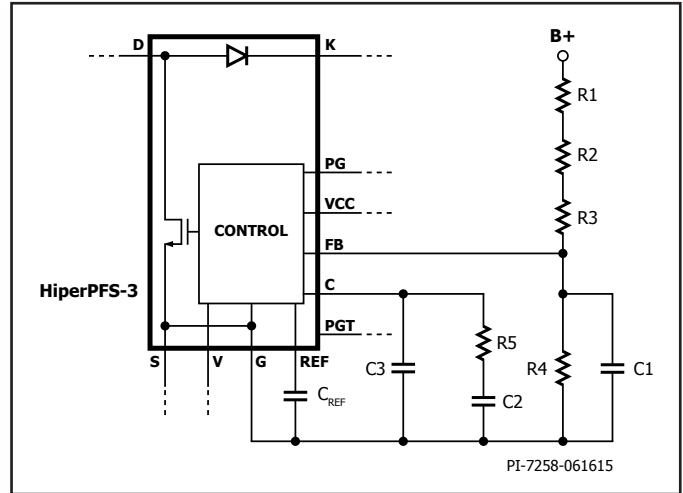 B+
D
K
R1
R2
PG
R3
VCC
CONTROL
FB
HiperPFS-3
C
PGT
R5
S
V
G
REF
C3
R4
C1
CREF
C2
PI-7258-061615